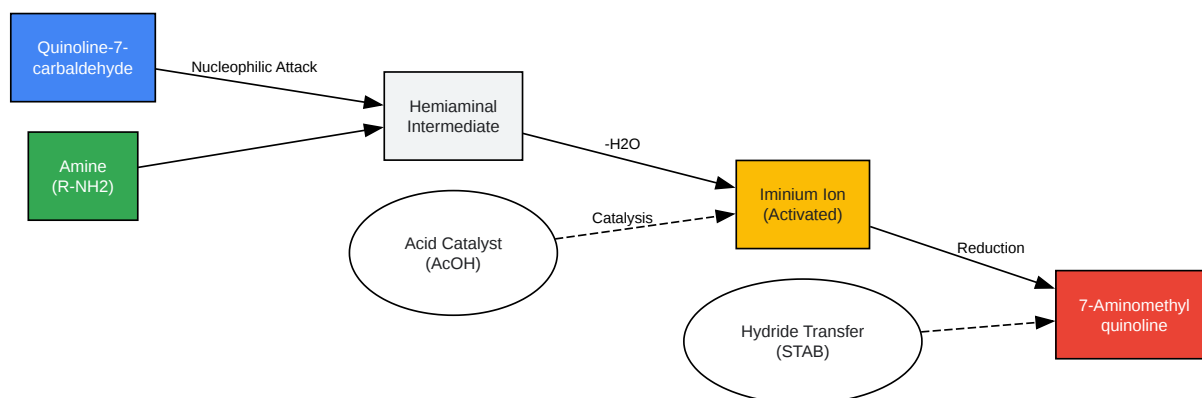 Quinoline-7-
carbaldehyde
Nucleophilic Attack
Amine
(R-NH2)
Hemiaminal
Intermediate
-H2O
Iminium Ion
(Activated)
Catalysis
Acid Catalyst
(AcOH)
Reduction
7-Aminomethyl
quinoline
Hydride Transfer
(STAB)